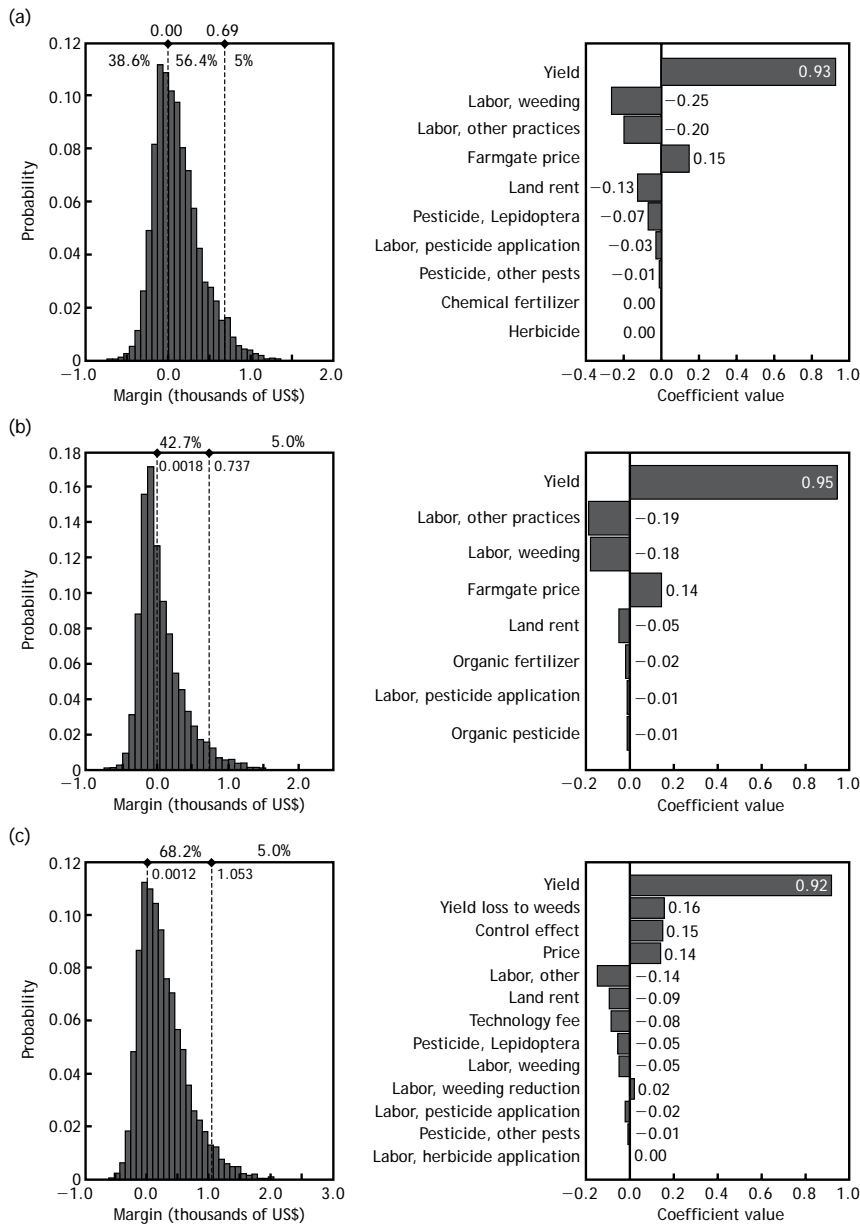 (a)
0.00 0.69
0.12
38.6% 56.4% 5%
0.10
0.08
0.06
0.04
0.02
0
−1.0 0.0 1.0 2.0
Probability
Margin (thousands of US$)
Yield 0.93
Labor, weeding −0.25
Labor, other practices −0.20
Farmgate price 0.15
Land rent −0.13
Pesticide, Lepidoptera −0.07
Labor, pesticide application −0.03
Pesticide, other pests −0.01
Chemical fertilizer 0.00
Herbicide 0.00
−0.4 −0.2 0.0 0.2 0.4 0.6 0.8 1.0
Coefficient value
(b)
42.7% 5.0%
0.18
0.0018 0.737
0.16
0.14
0.12
0.10
0.08
0.06
0.04
0.02
0
−1.0 0.0 1.0 2.0
Probability
Margin (thousands of US$)
Yield 0.95
Labor, other practices −0.19
Labor, weeding −0.18
Farmgate price 0.14
Land rent −0.05
Organic fertilizer −0.02
Labor, pesticide application −0.01
Organic pesticide −0.01
−0.2 0.0 0.2 0.4 0.6 0.8 1.0
Coefficient value
(c)
68.2% 5.0%
0.12
0.0012 1.053
0.10
0.08
0.06
0.04
0.02
0
−1.0 0.0 1.0 2.0 3.0
Probability
Margin (thousands of US$)
Yield 0.92
Yield loss to weeds 0.16
Control effect 0.15
Price 0.14
Labor, other −0.14
Land rent −0.09
Technology fee −0.08
Pesticide, Lepidoptera −0.05
Labor, weeding −0.05
Labor, weeding reduction 0.02
Labor, pesticide application −0.02
Pesticide, other pests −0.01
Labor, herbicide application 0.00
−0.2 0.0 0.2 0.4 0.6 0.8 1.0
Coefficient value